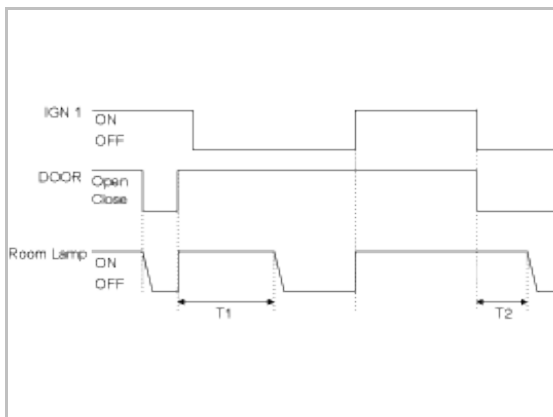 IGN 1
ON
OFF
DOOR
Open
Close
Room Lamp
ON
OFF
T1
T2